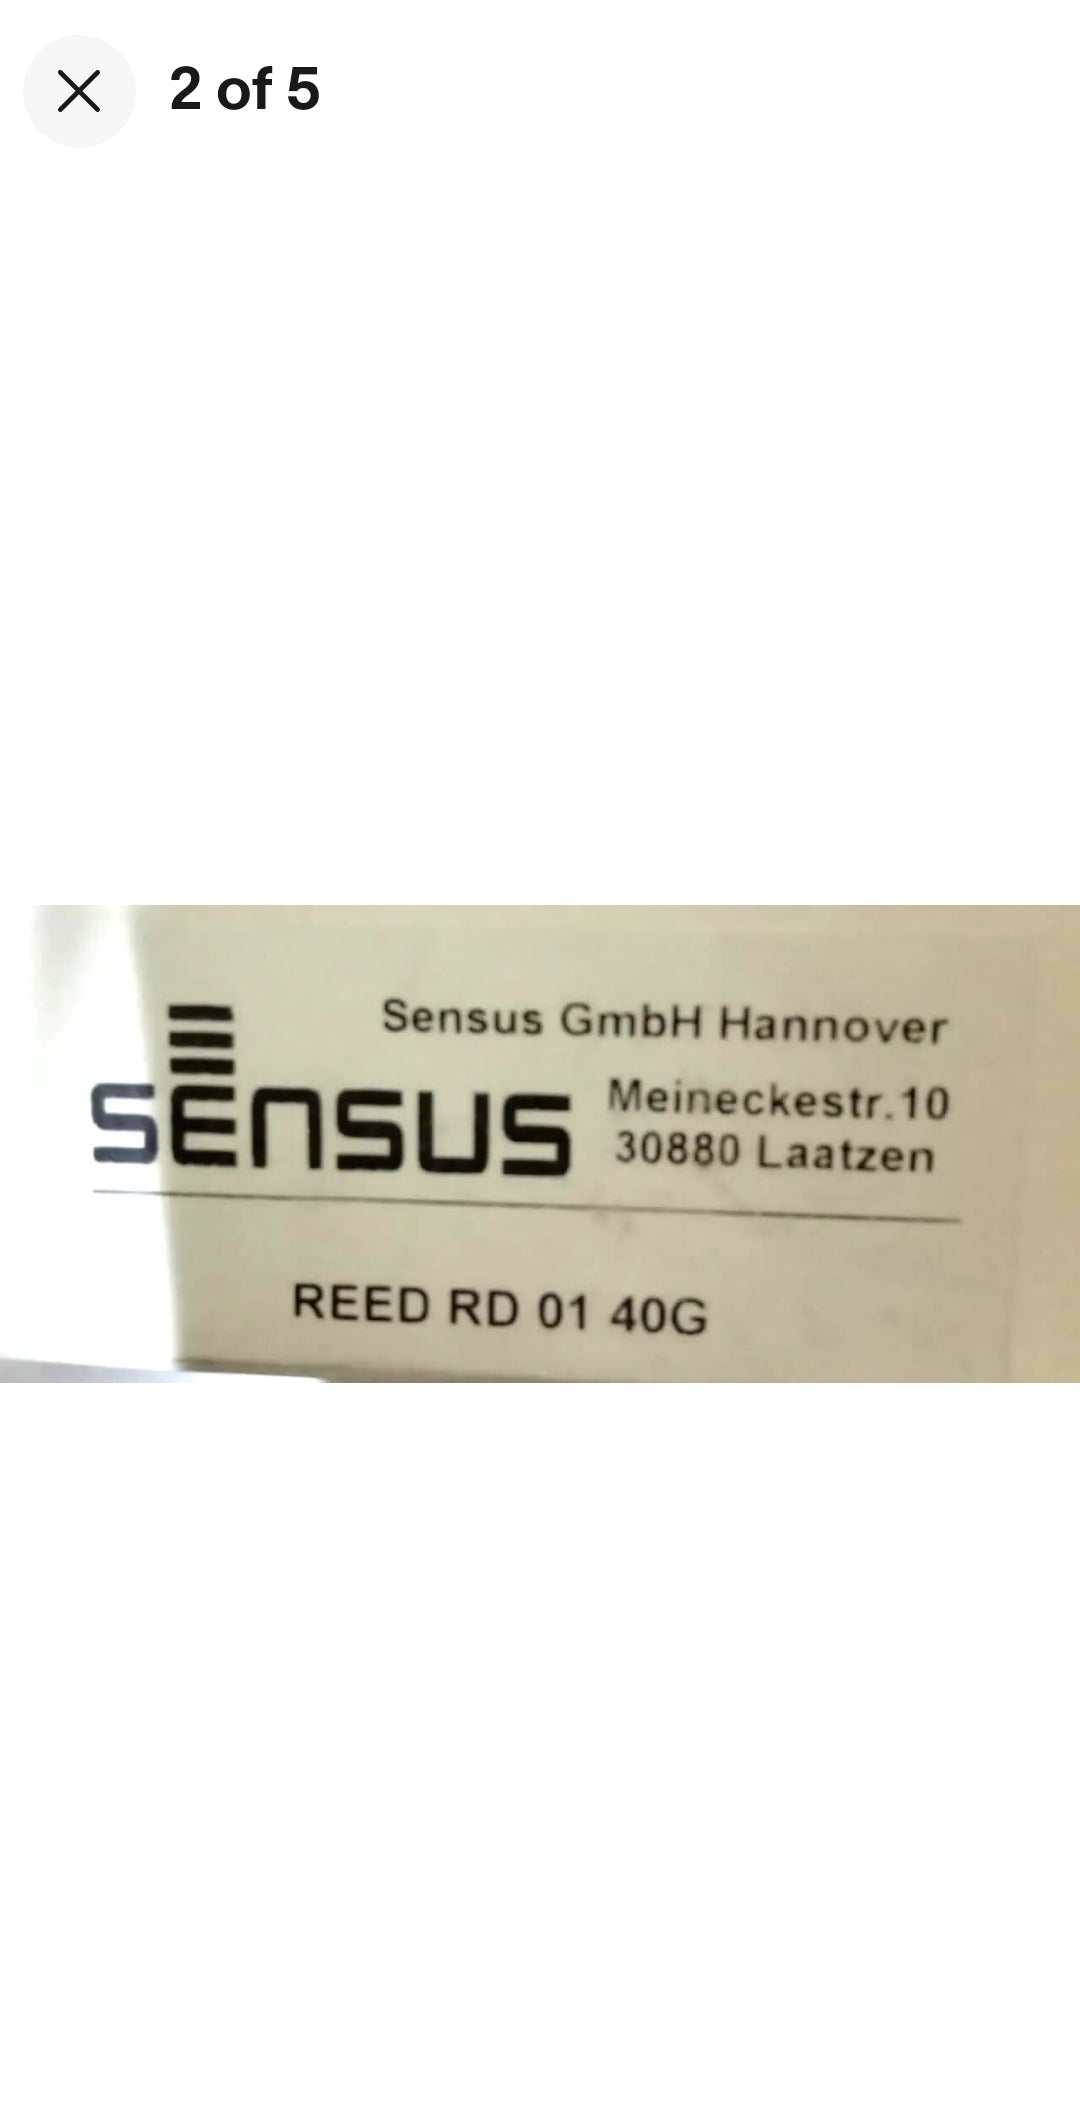 2 of 5
Sensus GmbH Hannover
sensus
Meineckestr.10
30880 Laatzen
REED RD 01 40G